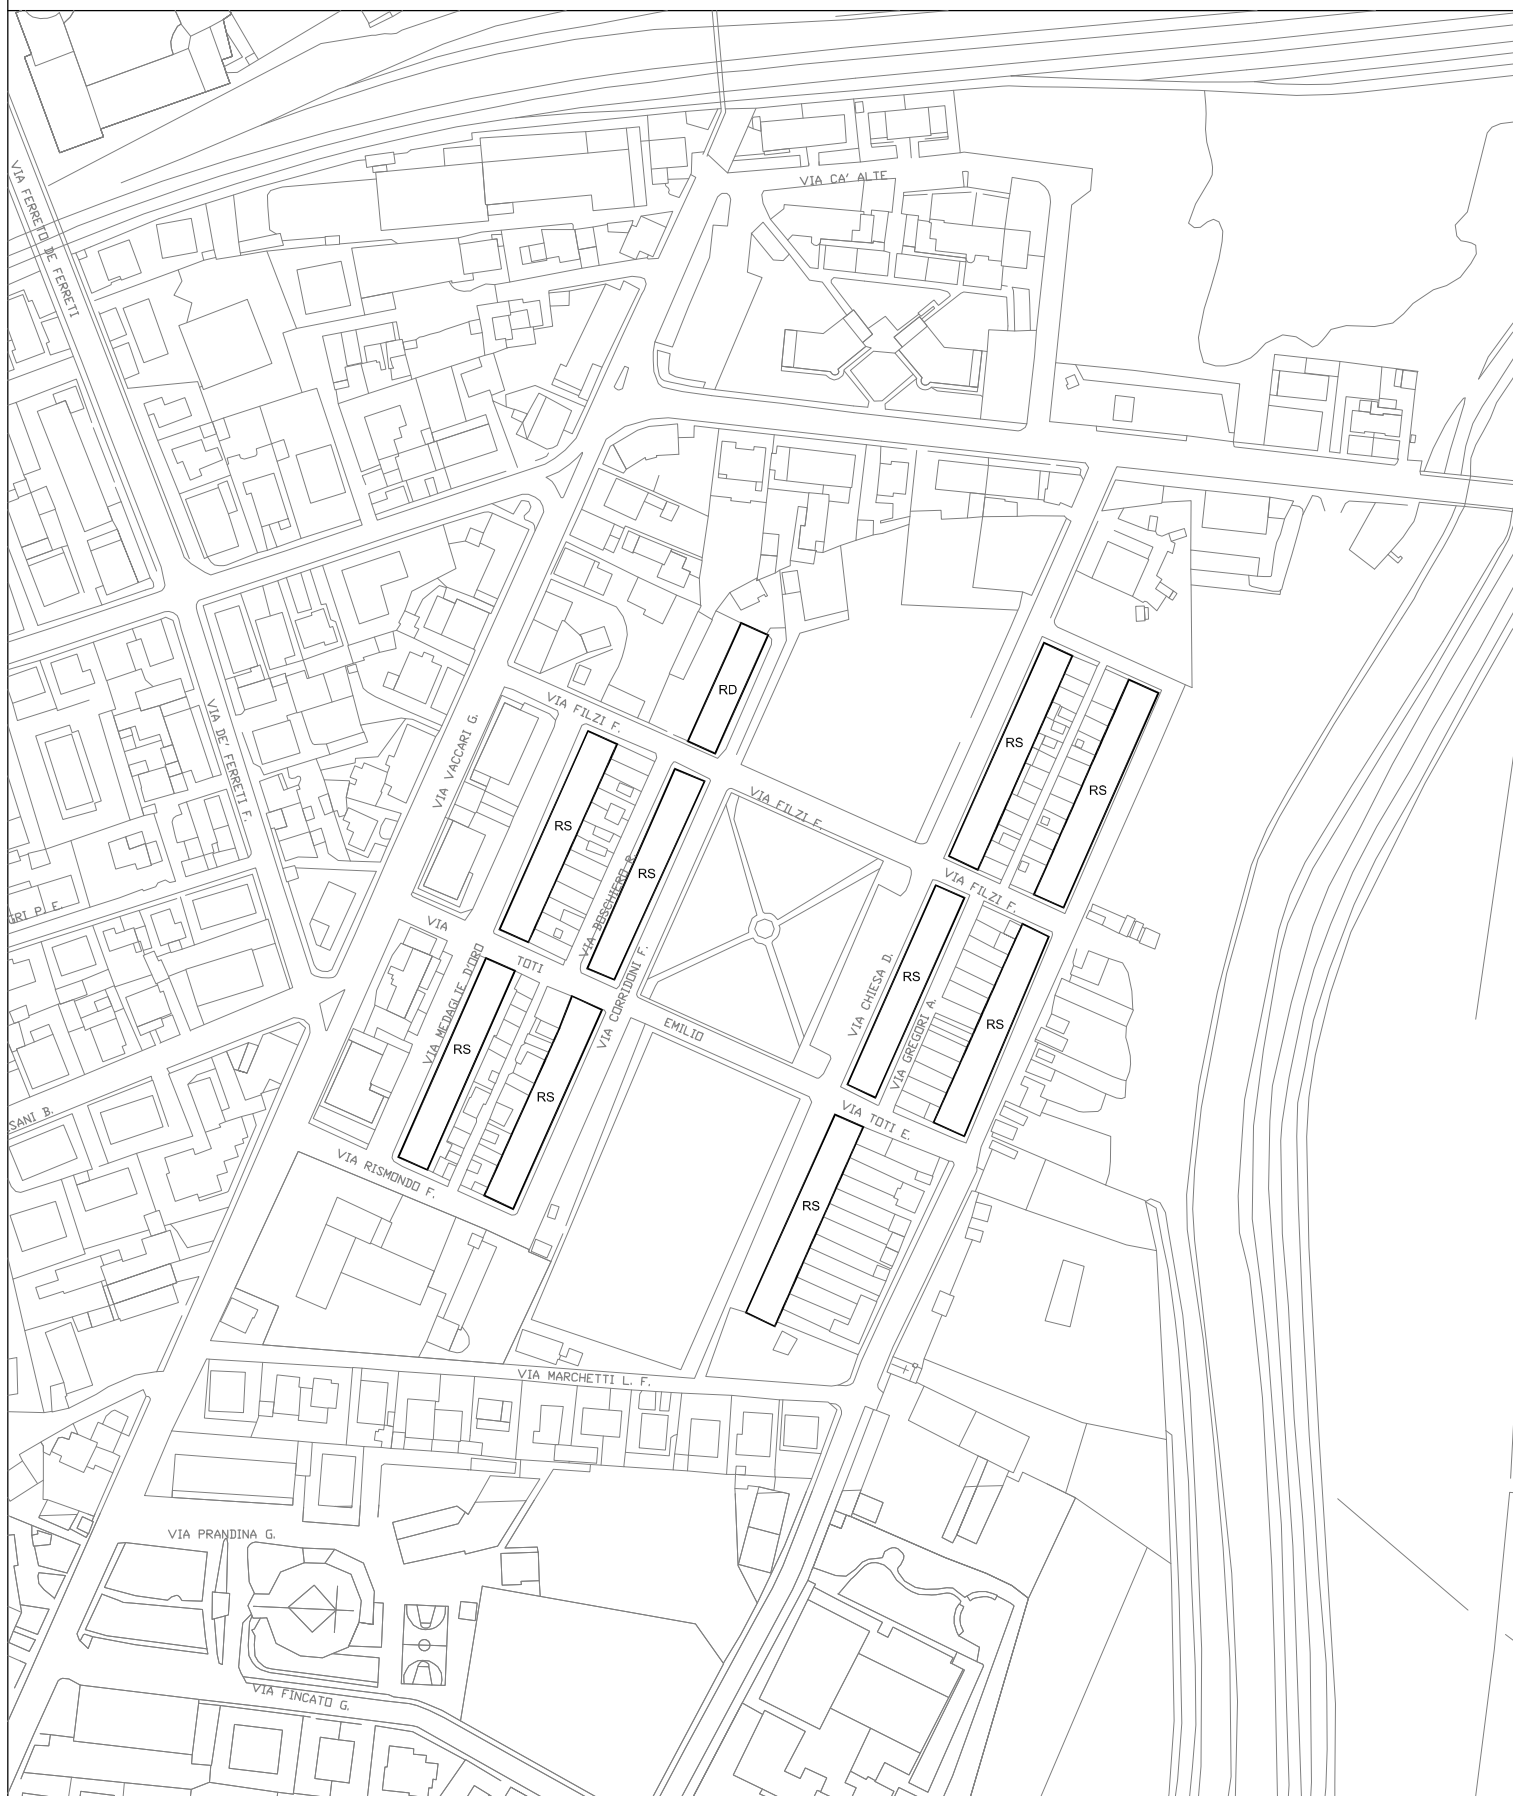 VIA CA' ALTE
VIA FERRETO DE FERRETI
RD
VIA FILZI F.
VIA VACCARI G.
VIA DE' FERRETI F.
RS
RS
RS
RS
VIA FILZI F.
VIA BOSCHIERO R.
VIA FILZI F.
GRI P. E.
VIA
TOTI
EMILIO
VIA MEDAGLIE D'ORO
VIA CORRIDONI F.
VIA CHIESA D.
VIA GREGORI A.
RS
RS
RS
RS
SANI B.
VIA TOTI E.
VIA RISMONDO F.
RS
VIA MARCHETTI L. F.
VIA PRANDINA G.
VIA FINCATO G.